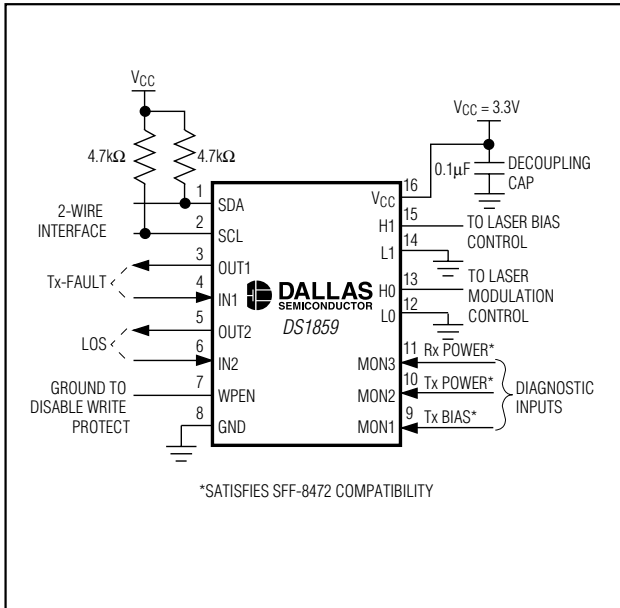 VCC
4.7kΩ
4.7kΩ
2-WIRE
INTERFACE
Tx-FAULT
LOS
GROUND TO
DISABLE WRITE
PROTECT
1
SDA
2
SCL
3
OUT1
4
IN1
5
OUT2
6
IN2
7
WPEN
8
GND
DALLAS
SEMICONDUCTOR
DS1859
VCC = 3.3V
0.1µF
DECOUPLING
CAP
16
VCC
15
H1
TO LASER BIAS
CONTROL
14
L1
13
H0
TO LASER
MODULATION
CONTROL
12
L0
11
MON3
Rx POWER*
10
MON2
Tx POWER*
9
MON1
Tx BIAS*
DIAGNOSTIC
INPUTS
*SATISFIES SFF-8472 COMPATIBILITY